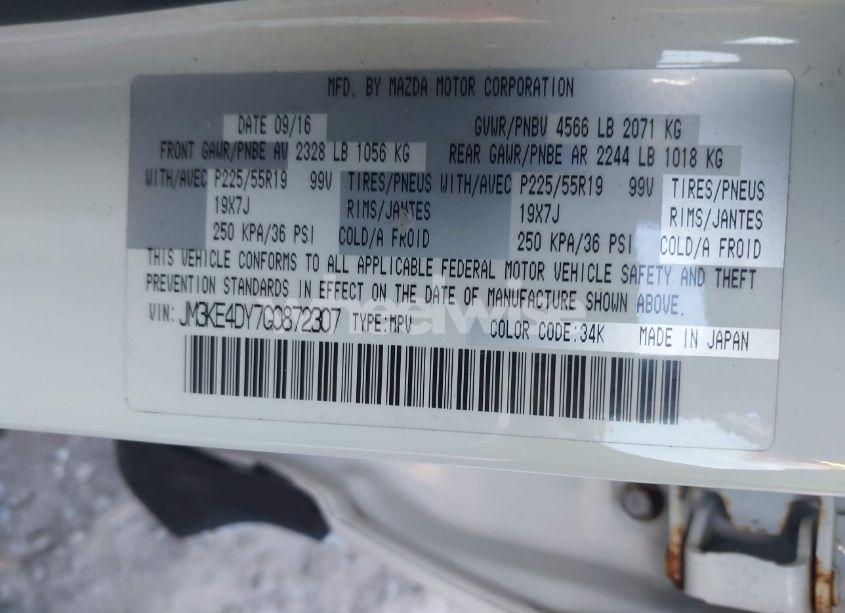 MFD. BY MAZDA MOTOR CORPORATION
DATE 09/16 GVWR/PNBV 4566 LB 2071 KG
FRONT GAWR/PNBE AV 2328 LB 1056 KG REAR GAWR/PNBE AR 2244 LB 1018 KG
WITH/AVEC P225/55R19 99V TIRES/PNEUS WITH/AVEC P225/55R19 99V TIRES/PNEUS
19X7J RIMS/JANTES 19X7J RIMS/JANTES
250 KPA/36 PSI COLD/A FROID 250 KPA/36 PSI COLD/A FROID
THIS VEHICLE CONFORMS TO ALL APPLICABLE FEDERAL MOTOR VEHICLE SAFETY AND THEFT
PREVENTION STANDARDS IN EFFECT ON THE DATE OF MANUFACTURE SHOWN ABOVE.
VIN: JM3KE4DY7G0872307 TYPE:MPV COLOR CODE:34K MADE IN JAPAN
wheelwise